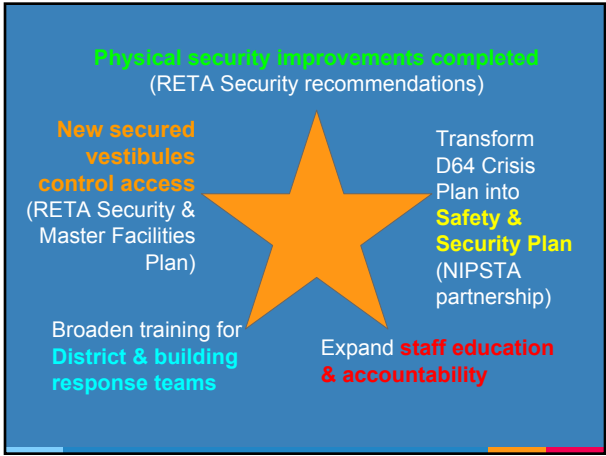 Physical security improvements completed
(RETA Security recommendations)
New secured
vestibules
control access
(RETA Security &
Master Facilities
Plan)
Transform
D64 Crisis
Plan into
Safety &
Security Plan
(NIPSTA
partnership)
Broaden training for
District & building
response teams
Expand staff education
& accountability